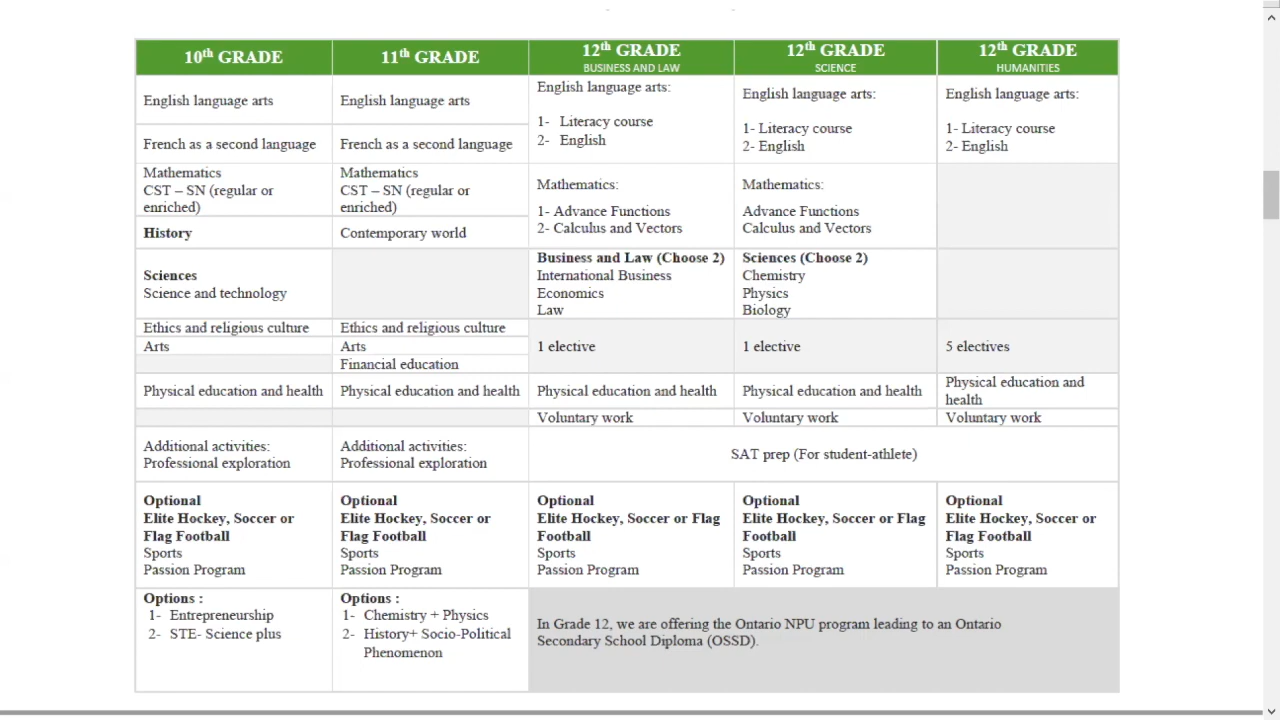 10th GRADE
11th GRADE
12th GRADE
BUSINESS AND LAW
12th GRADE
SCIENCE
12th GRADE
HUMANITIES
English language arts
English language arts
English language arts:
1- Literacy course
2- English
English language arts:
1- Literacy course
2- English
English language arts:
1- Literacy course
2- English
French as a second language
French as a second language
Mathematics
CST – SN (regular or
enriched)
Mathematics
CST – SN (regular or
enriched)
Mathematics:
1- Advance Functions
2- Calculus and Vectors
Mathematics:
Advance Functions
Calculus and Vectors
History
Contemporary world
Sciences
Science and technology
Business and Law (Choose 2)
International Business
Economics
Law
Sciences (Choose 2)
Chemistry
Physics
Biology
Ethics and religious culture
Ethics and religious culture
Arts
Arts
Financial education
1 elective
1 elective
5 electives
Physical education and health
Physical education and health
Physical education and health
Physical education and health
Physical education and
health
Voluntary work
Voluntary work
Voluntary work
Additional activities:
Professional exploration
Additional activities:
Professional exploration
SAT prep (For student-athlete)
Optional
Elite Hockey, Soccer or
Flag Football
Sports
Passion Program
Optional
Elite Hockey, Soccer or
Flag Football
Sports
Passion Program
Optional
Elite Hockey, Soccer or Flag
Football
Sports
Passion Program
Optional
Elite Hockey, Soccer or Flag
Football
Sports
Passion Program
Optional
Elite Hockey, Soccer or
Flag Football
Sports
Passion Program
Options :
1- Entrepreneurship
2- STE- Science plus
Options :
1- Chemistry + Physics
2- History+ Socio-Political
Phenomenon
In Grade 12, we are offering the Ontario NPU program leading to an Ontario
Secondary School Diploma (OSSD).